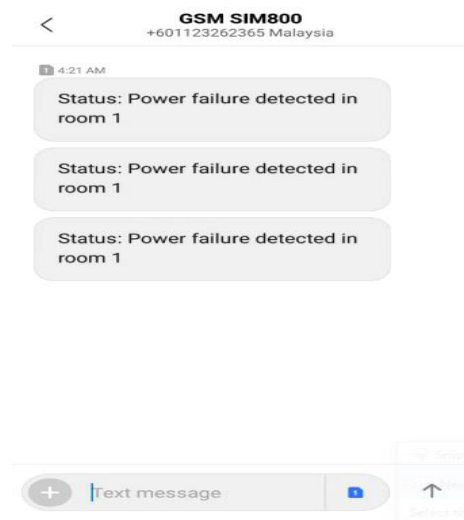 GSM SIM800
+601123262365 Malaysia
1 4:21 AM
Status: Power failure detected in
room 1
Status: Power failure detected in
room 1
Status: Power failure detected in
room 1
Text message
1